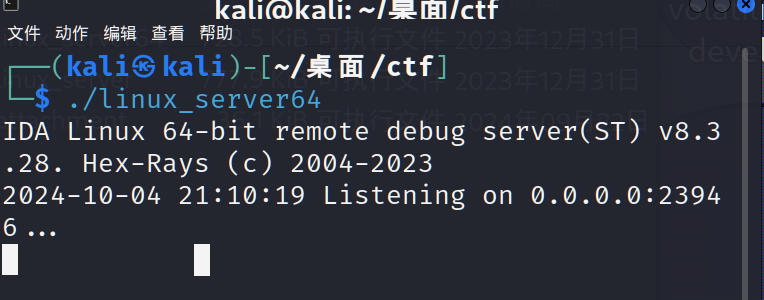 kali@kali: ~/桌面/ctf
文件 动作 编辑 查看 帮助
(kali㉿kali)-[~/桌面/ctf]
$ ./linux_server64
IDA Linux 64-bit remote debug server(ST) v8.3
.28. Hex-Rays (c) 2004-2023
2024-10-04 21:10:19 Listening on 0.0.0.0:2394
6...